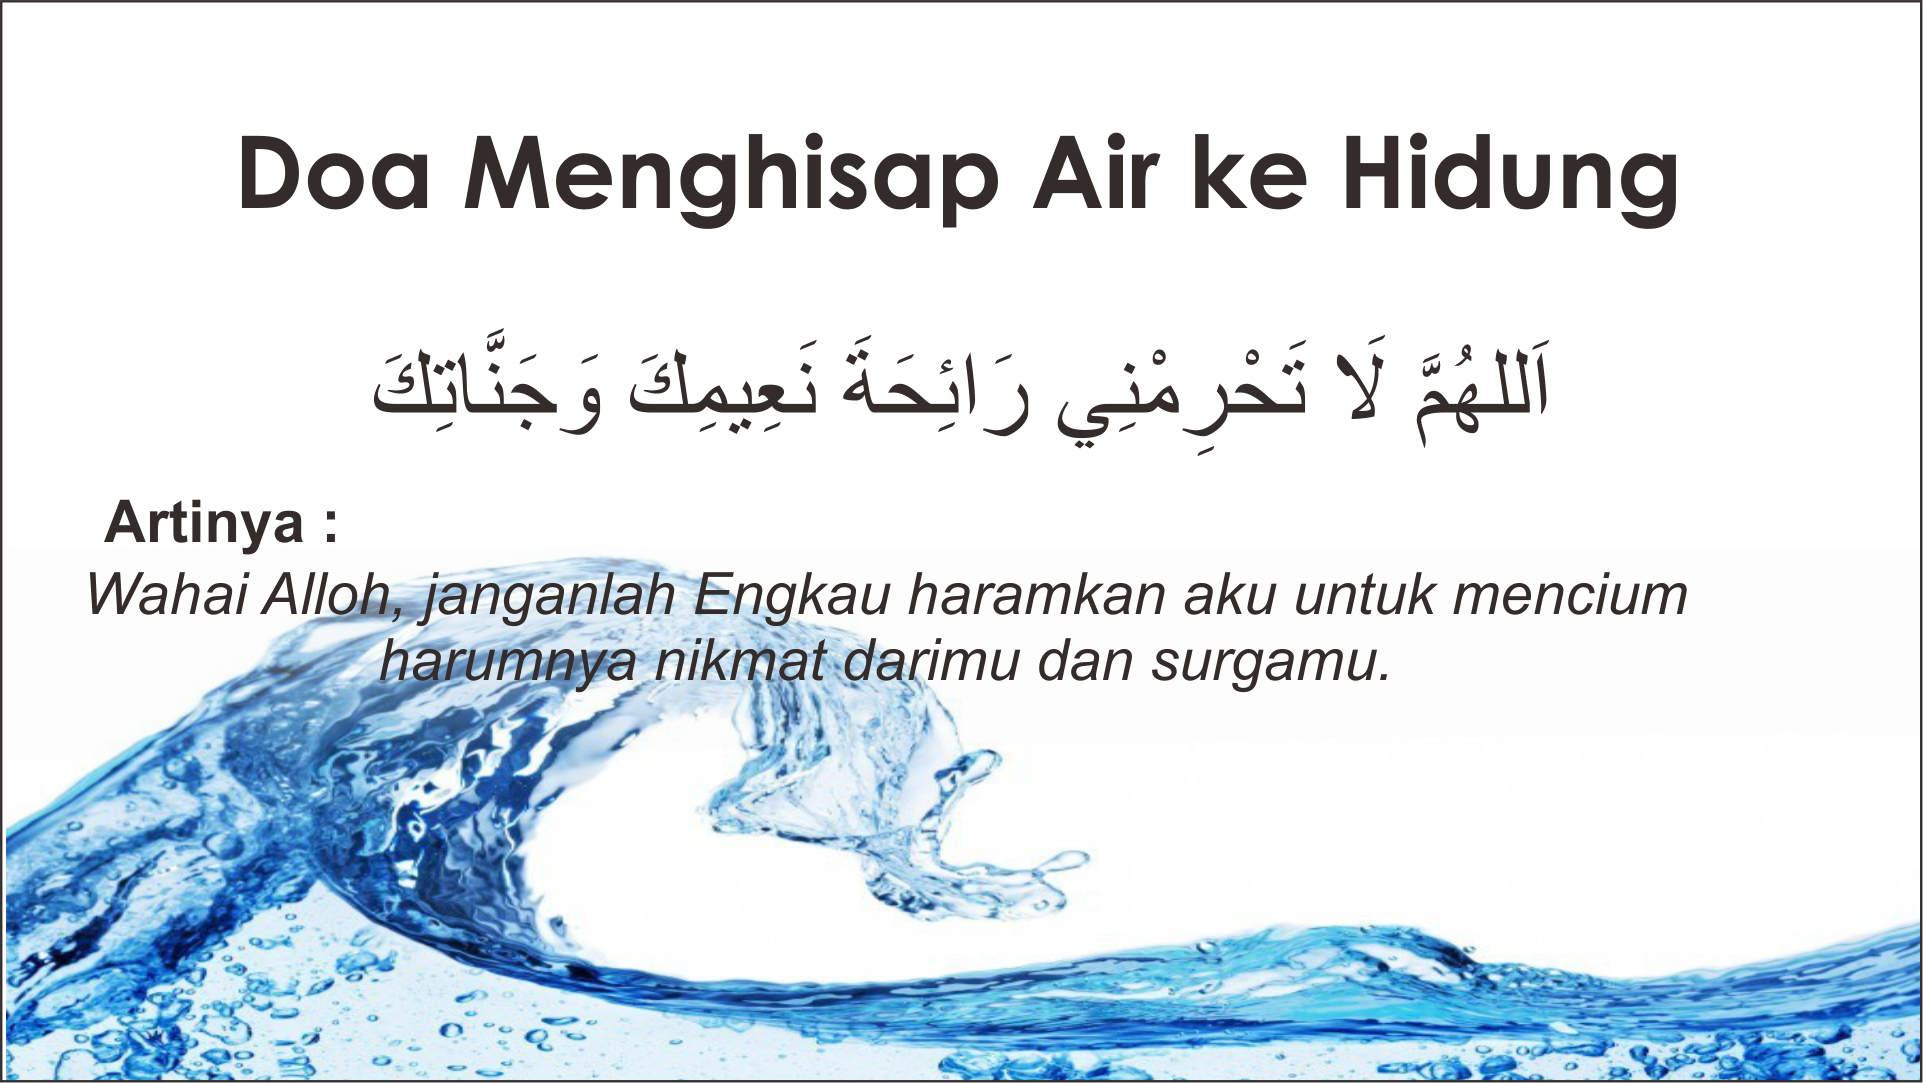 Doa Menghisap Air ke Hidung
اَللهُمَّ لَا تَحْرِمْنِي رَائِحَةَ نَعِيمِكَ وَجَنَّاتِكَ
Artinya :
Wahai Alloh, janganlah Engkau haramkan aku untuk mencium
harumnya nikmat darimu dan surgamu.